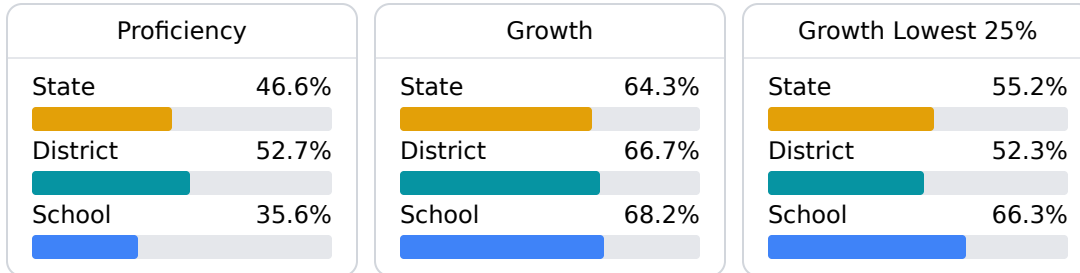 Proficiency
State 46.6%
District 52.7%
School 35.6%
Growth
State 64.3%
District 66.7%
School 68.2%
Growth Lowest 25%
State 55.2%
District 52.3%
School 66.3%